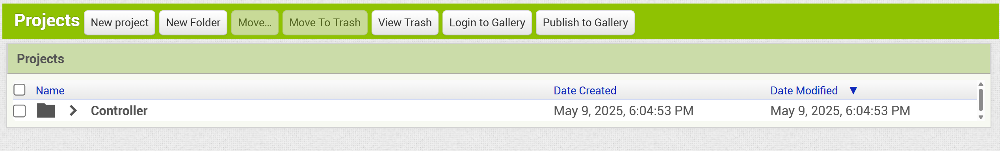 Projects New project New Folder Move... Move To Trash View Trash Login to Gallery Publish to Gallery
Projects
Name Date Created Date Modified ▼
Controller May 9, 2025, 6:04:53 PM May 9, 2025, 6:04:53 PM